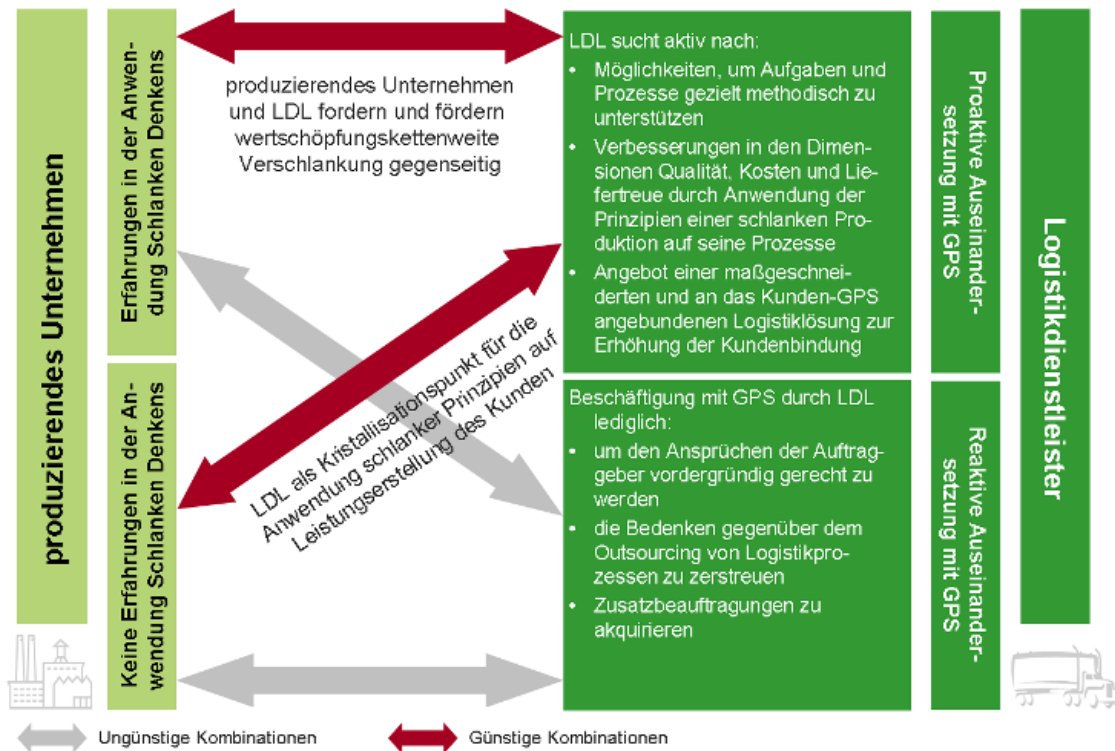 produzierendes Unternehmen
Erfahrungen in der Anwen-
dung Schlanken Denkens
Keine Erfahrungen in der An-
wendung Schlanken Denkens
produzierendes Unternehmen
und LDL fordern und fördern
wertschöpfungskettenweite
Verschlankung gegenseitig
LDL als Kristallisationspunkt für die
Anwendung schlanker Prinzipien auf
Leistungserstellung des Kunden
LDL sucht aktiv nach:
• Möglichkeiten, um Aufgaben und
Prozesse gezielt methodisch zu
unterstützen
• Verbesserungen in den Dimen-
sionen Qualität, Kosten und Lie-
fertreue durch Anwendung der
Prinzipien einer schlanken Pro-
duktion auf seine Prozesse
• Angebot einer maßgeschnei-
derten und an das Kunden-GPS
angebundenen Logistiklösung zur
Erhöhung der Kundenbindung
Beschäftigung mit GPS durch LDL
lediglich:
• um den Ansprüchen der Auftrag-
geber vordergründig gerecht zu
werden
• die Bedenken gegenüber dem
Outsourcing von Logistikpro-
zessen zu zerstreuen
• Zusatzbeauftragungen zu
akquirieren
Proaktive Auseinander-
setzung mit GPS
Reaktive Auseinander-
setzung mit GPS
Logistikdienstleister
Ungünstige Kombinationen
Günstige Kombinationen